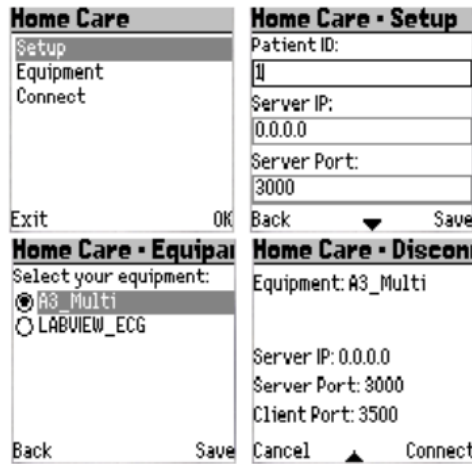 Home Care
Setup
Equipment
Connect
Exit OK
Home Care - Setup
Patient ID:
1
Server IP:
0.0.0.0
Server Port:
3000
Back Save
Home Care - Equipa
Select your equipment:
A3_Multi
LABVIEW_ECG
Back Save
Home Care - Discon
Equipment: A3_Multi
Server IP: 0.0.0.0
Server Port: 3000
Client Port: 3500
Cancel Connect